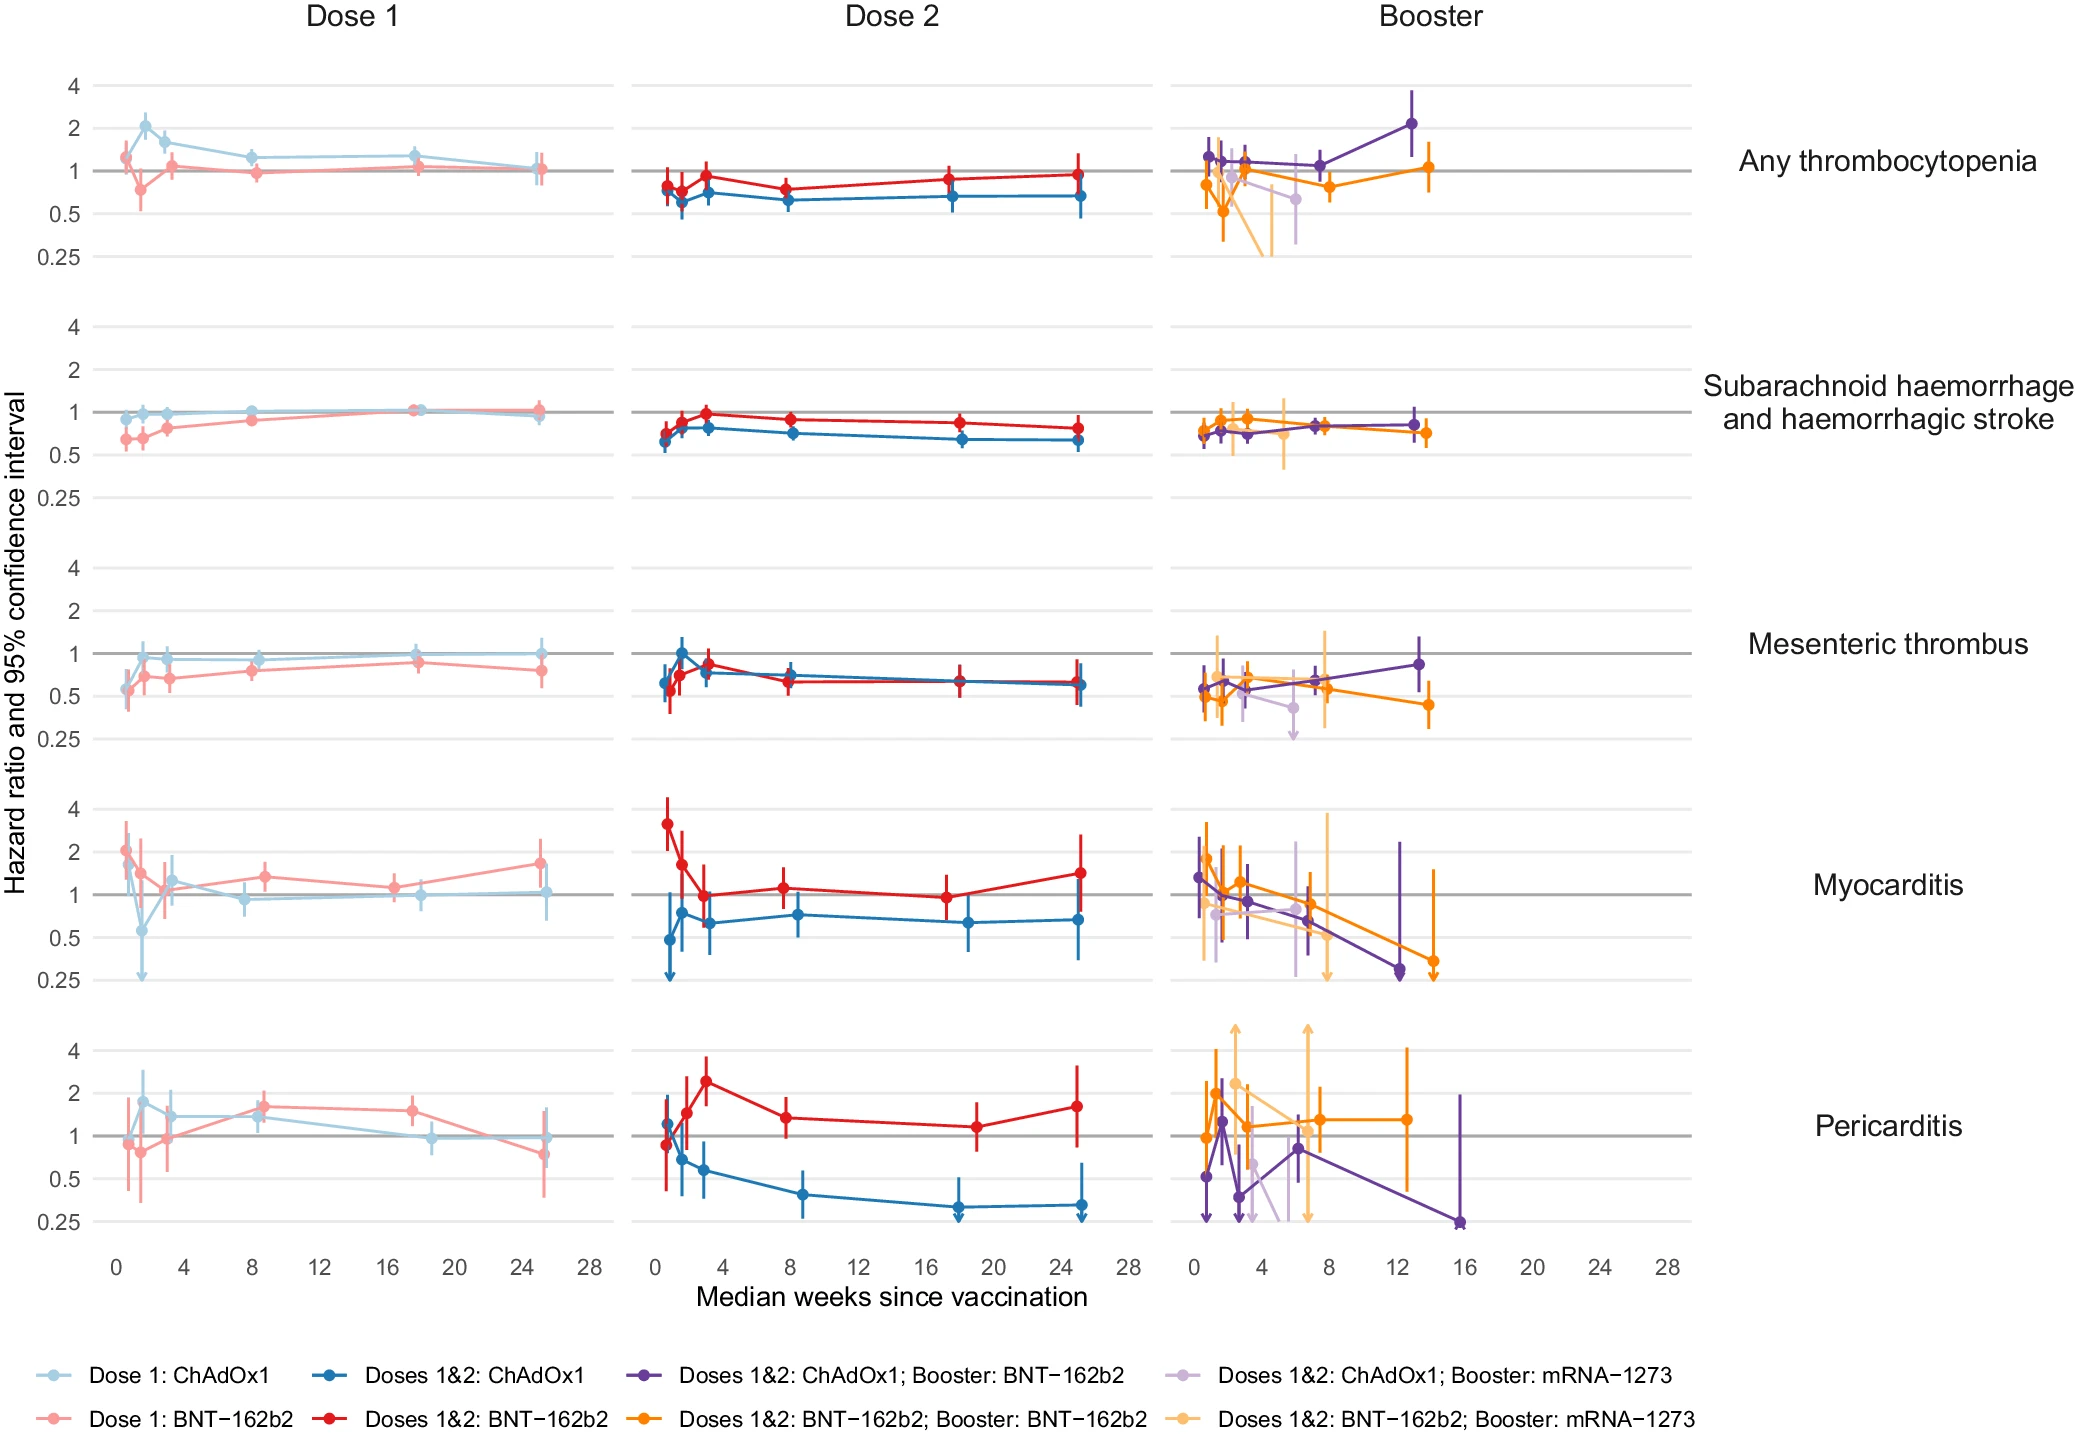 Dose 1
Dose 2
Booster
4
2
1
0.5
0.25
Any thrombocytopenia
4
2
1
0.5
0.25
Subarachnoid haemorrhage
and haemorrhagic stroke
4
2
1
0.5
0.25
Mesenteric thrombus
4
2
1
0.5
0.25
Myocarditis
4
2
1
0.5
0.25
Pericarditis
Hazard ratio and 95% confidence interval
0 4 8 12 16 20 24 28
0 4 8 12 16 20 24 28
0 4 8 12 16 20 24 28
Median weeks since vaccination
Dose 1: ChAdOx1
Doses 1&2: ChAdOx1
Doses 1&2: ChAdOx1; Booster: BNT−162b2
Doses 1&2: ChAdOx1; Booster: mRNA−1273
Dose 1: BNT−162b2
Doses 1&2: BNT−162b2
Doses 1&2: BNT−162b2; Booster: BNT−162b2
Doses 1&2: BNT−162b2; Booster: mRNA−1273